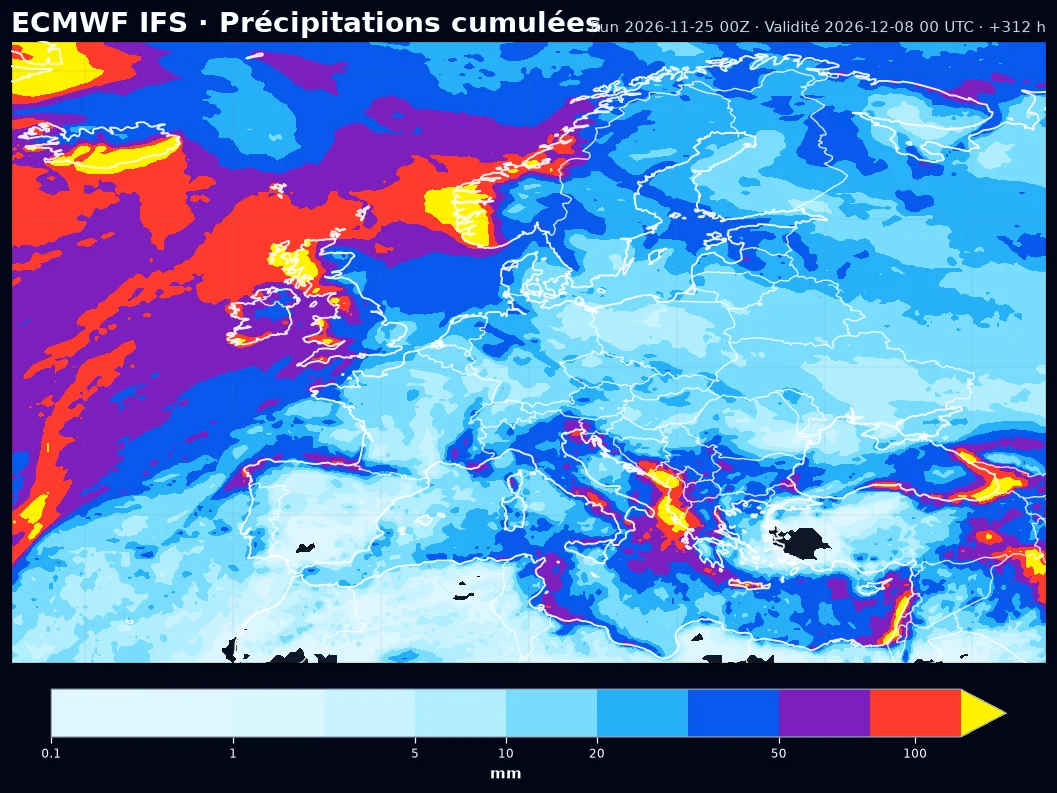 ECMWF IFS · Précipitations cumulées
Run 2026-11-25 00Z · Validité 2026-12-08 00 UTC · +312 h
0.1 1 5 10 20 50 100
mm